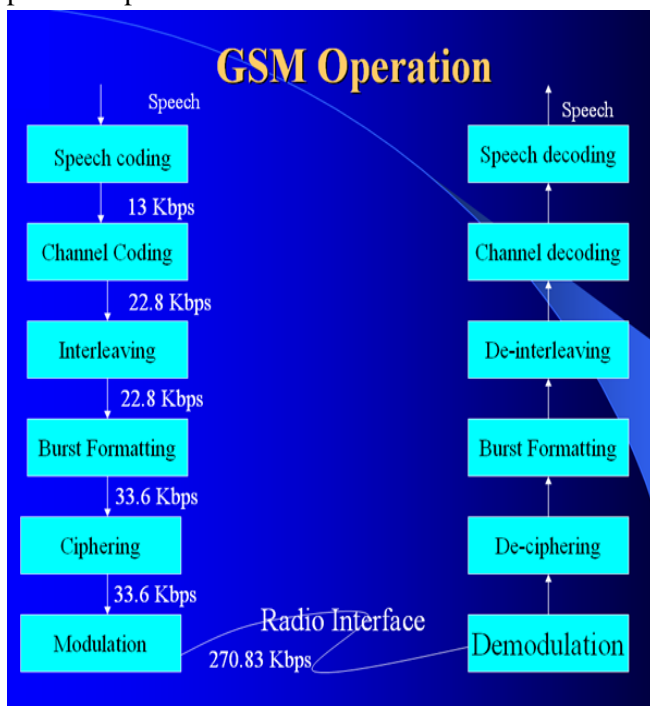 GSM Operation
Speech
Speech coding
13 Kbps
Channel Coding
22.8 Kbps
Interleaving
22.8 Kbps
Burst Formatting
33.6 Kbps
Ciphering
33.6 Kbps
Modulation
Radio Interface
270.83 Kbps
Speech
Speech decoding
Channel decoding
De-interleaving
Burst Formatting
De-ciphering
Demodulation